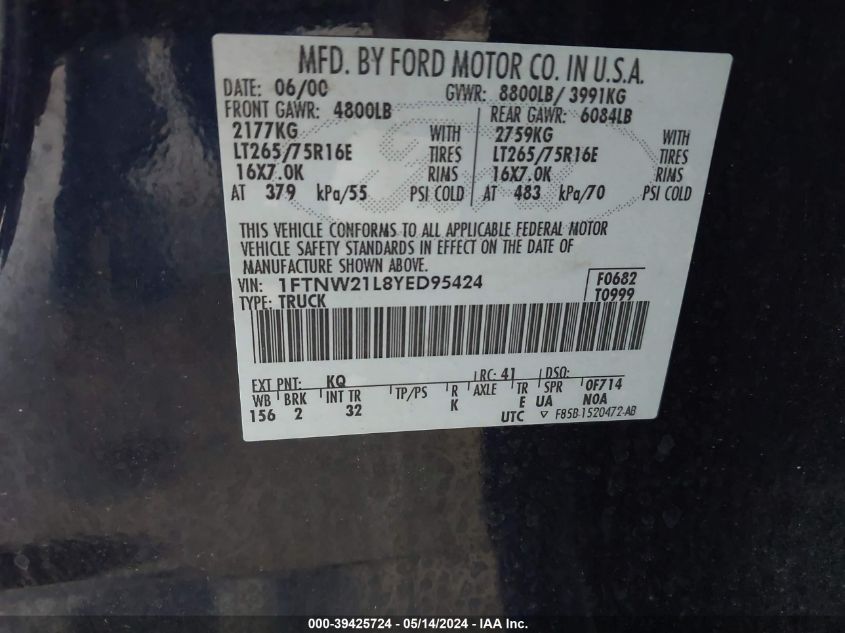 MFD. BY FORD MOTOR CO. IN U.S.A.
DATE: 06/00 GVWR: 8800LB/ 3991KG
FRONT GAWR: 4800LB REAR GAWR: 6084LB
2177KG WITH 2759KG WITH
LT265/75R16E TIRES LT265/75R16E TIRES
16X7.0K RIMS 16X7.0K RIMS
AT 379 kPa/55 PSI COLD AT 483 kPa/70 PSI COLD
THIS VEHICLE CONFORMS TO ALL APPLICABLE FEDERAL MOTOR
VEHICLE SAFETY STANDARDS IN EFFECT ON THE DATE OF
MANUFACTURE SHOWN ABOVE.
VIN: 1FTNW21L8YED95424 F0682
TYPE: TRUCK T0999
EXT PNT: KQ RC: 41 DSO:
WB BRK INT TR TP/PS R AXLE TR SPR 0F714
156 2 32 K E UA N0A
UTC ▽ F85B-1520472-AB
000-39425724 - 05/14/2024 - IAA Inc.